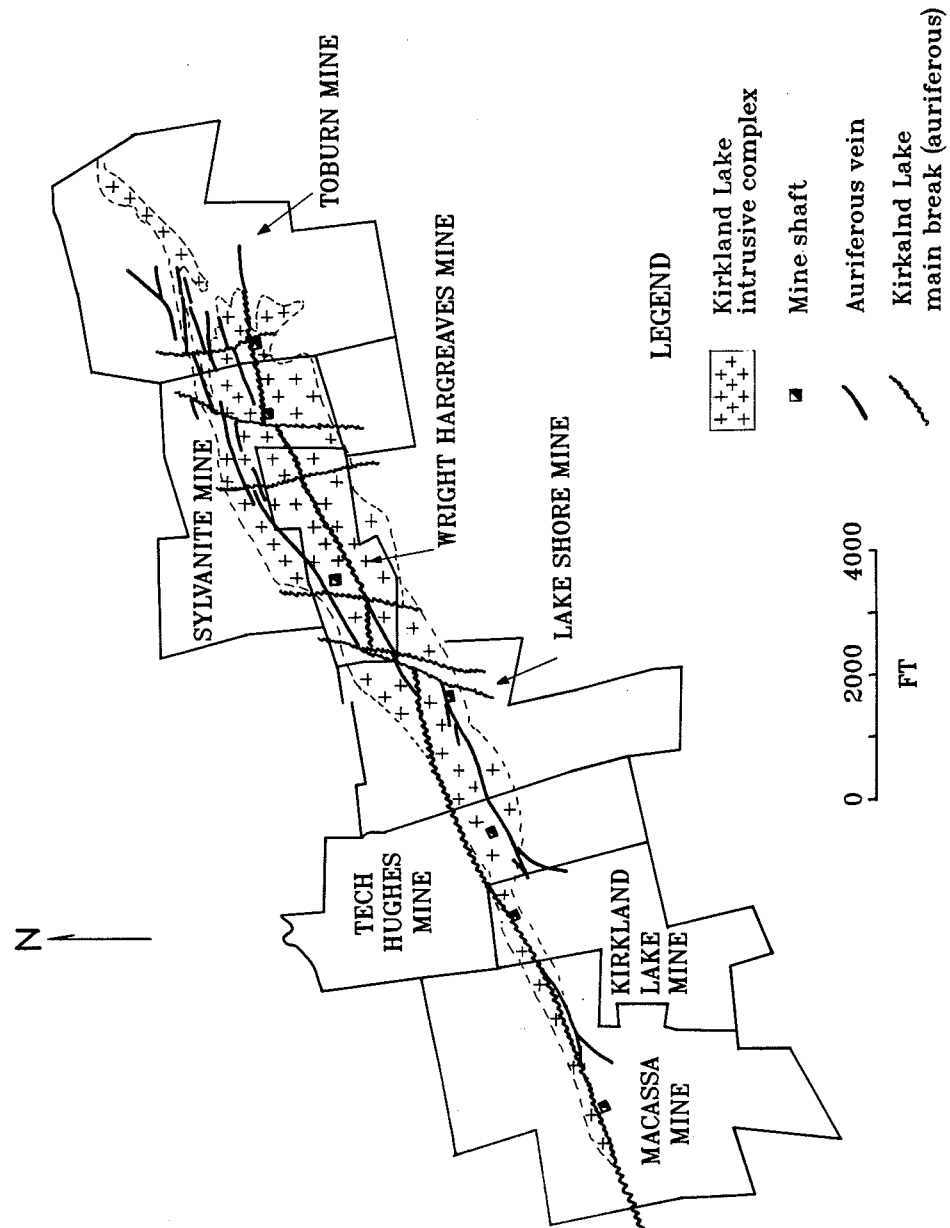 N
SYLVANITE MINE
TOBURN MINE
WRIGHT HARGREAVES MINE
LAKE SHORE MINE
TECH
HUGHES
MINE
KIRKLAND
LAKE
MINE
MACASSA
MINE
0
2000
4000
FT
LEGEND
Kirkland Lake
intrusive complex
Mine shaft
Auriferous vein
Kirkalnd Lake
main break (auriferous)